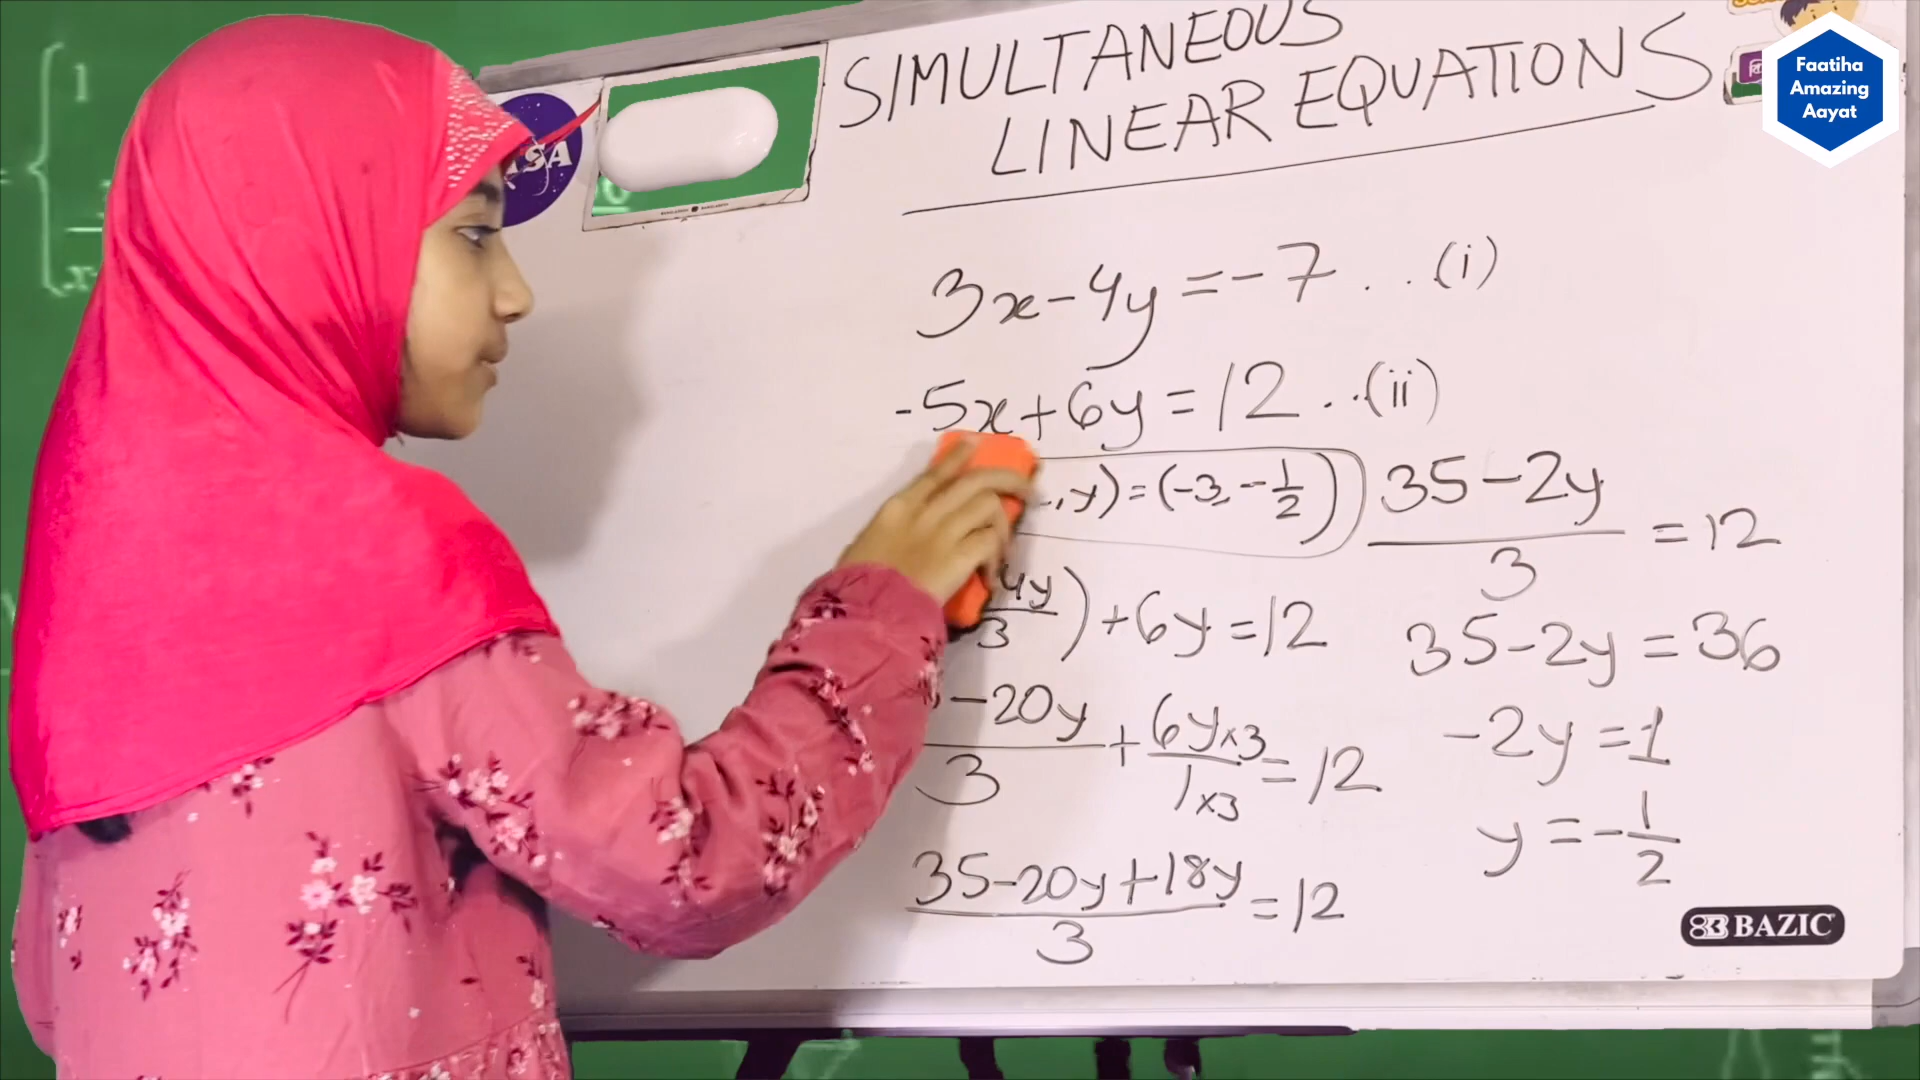 SIMULTANEOUS
LINEAR EQUATIONS
Faatiha
Amazing
Aayat
3x-4y=-7 ...(i)
-5x+6y=12 ...(ii)
,y)=(-3,-1/2)
4y/3)+6y=12
-20y/3+6y×3/1×3=12
35-20y+18y/3=12
35-2y/3=12
35-2y=36
-2y=1
y=-1/2
BAZIC